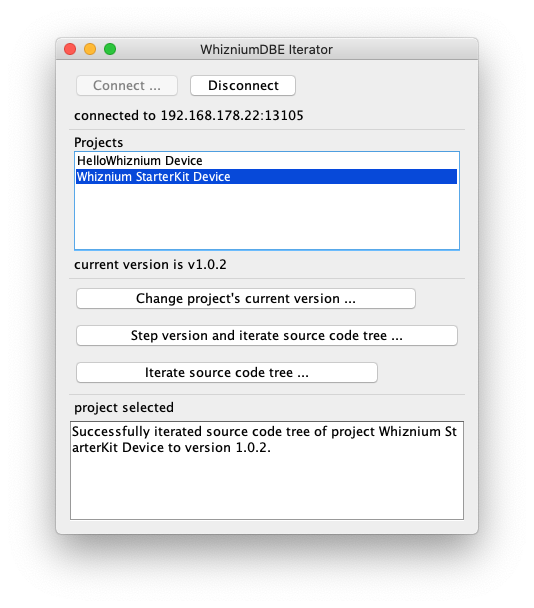 WhizniumDBE Iterator
Connect ... Disconnect
connected to 192.168.178.22:13105
Projects
HelloWhiznium Device
Whiznium StarterKit Device
current version is v1.0.2
Change project's current version ...
Step version and iterate source code tree ...
Iterate source code tree ...
project selected
Successfully iterated source code tree of project Whiznium St
arterKit Device to version 1.0.2.